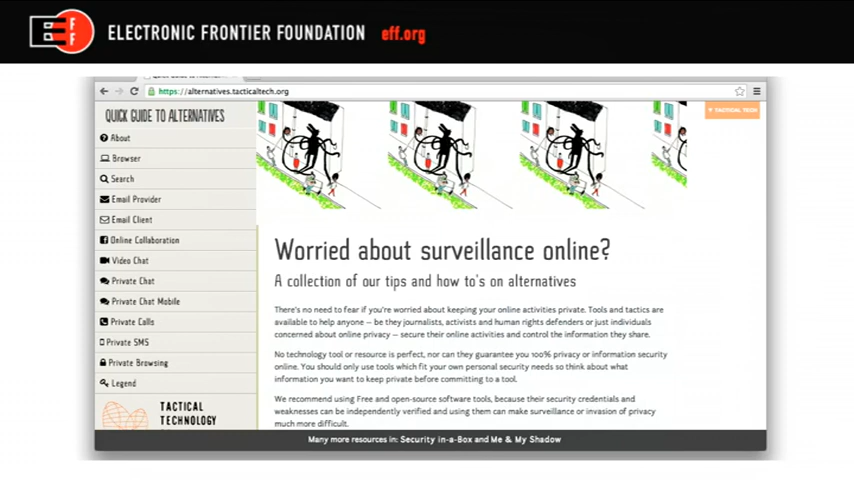 E
F
F
ELECTRONIC FRONTIER FOUNDATION eff.org
https://alternatives.tacticaltech.org
QUICK GUIDE TO ALTERNATIVES
TACTICAL TECH
About
Browser
Search
Email Provider
Email Client
Online Collaboration
Video Chat
Private Chat
Private Chat Mobile
Private Calls
Private SMS
Private Browsing
Legend
TACTICAL
TECHNOLOGY
Worried about surveillance online?
A collection of our tips and how to's on alternatives
There's no need to fear if you're worried about keeping your online activities private. Tools and tactics are
available to help anyone – be they journalists, activists and human rights defenders or just individuals
concerned about online privacy – secure their online activities and control the information they share.
No technology tool or resource is perfect, nor can they guarantee you 100% privacy or information security
online. You should only use tools which fit your own personal security needs so think about what
information you want to keep private before committing to a tool.
We recommend using Free and open-source software tools, because their security credentials and
weaknesses can be independently verified and using them can make surveillance or invasion of privacy
much more difficult.
Many more resources in: Security in-a-Box and Me & My Shadow